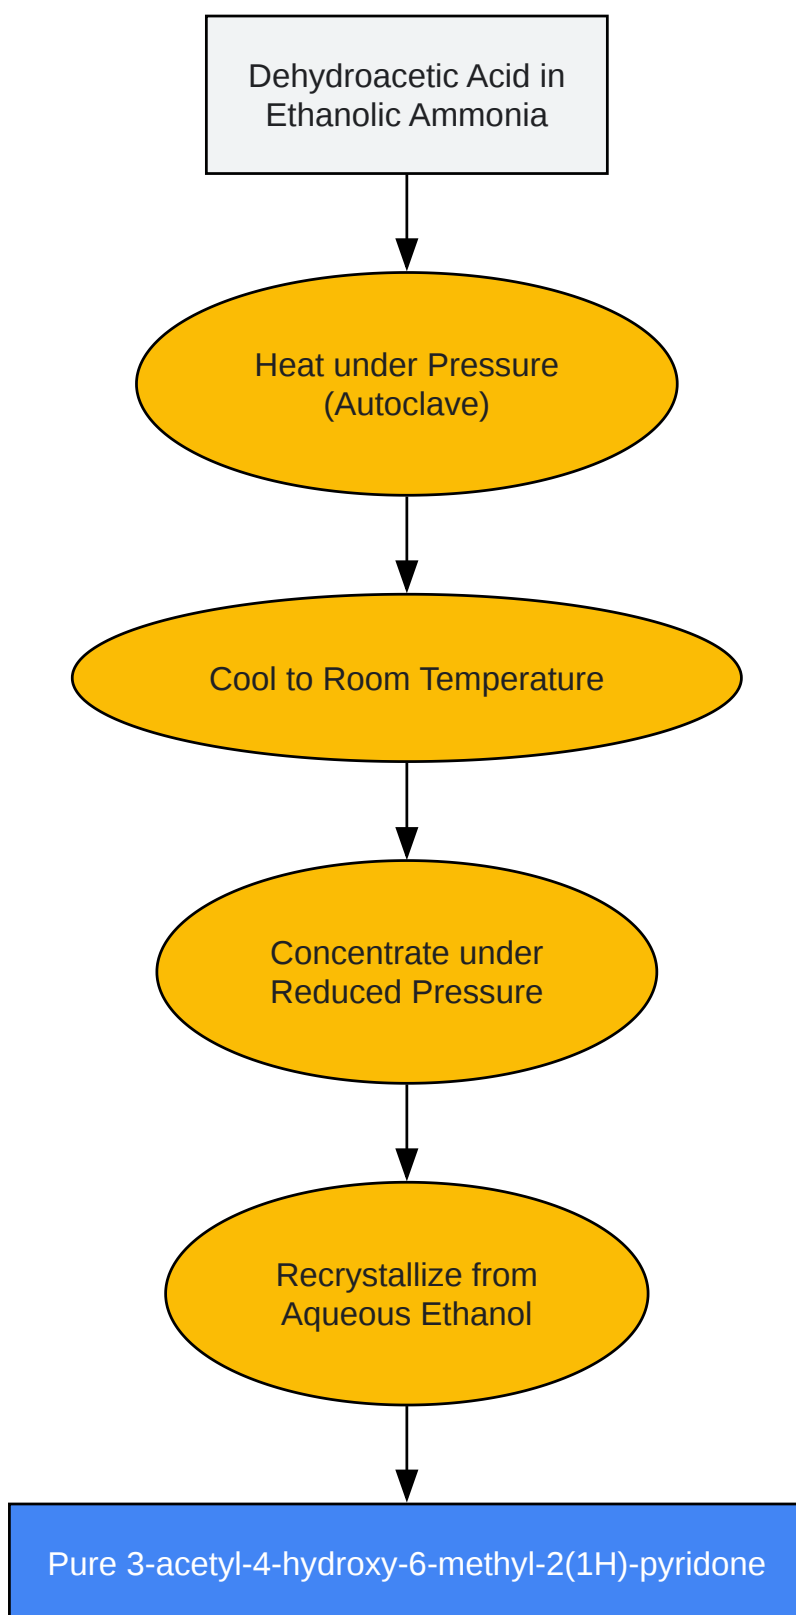 Dehydroacetic Acid in
Ethanolic Ammonia
Heat under Pressure
(Autoclave)
Cool to Room Temperature
Concentrate under
Reduced Pressure
Recrystallize from
Aqueous Ethanol
Pure 3-acetyl-4-hydroxy-6-methyl-2(1H)-pyridone